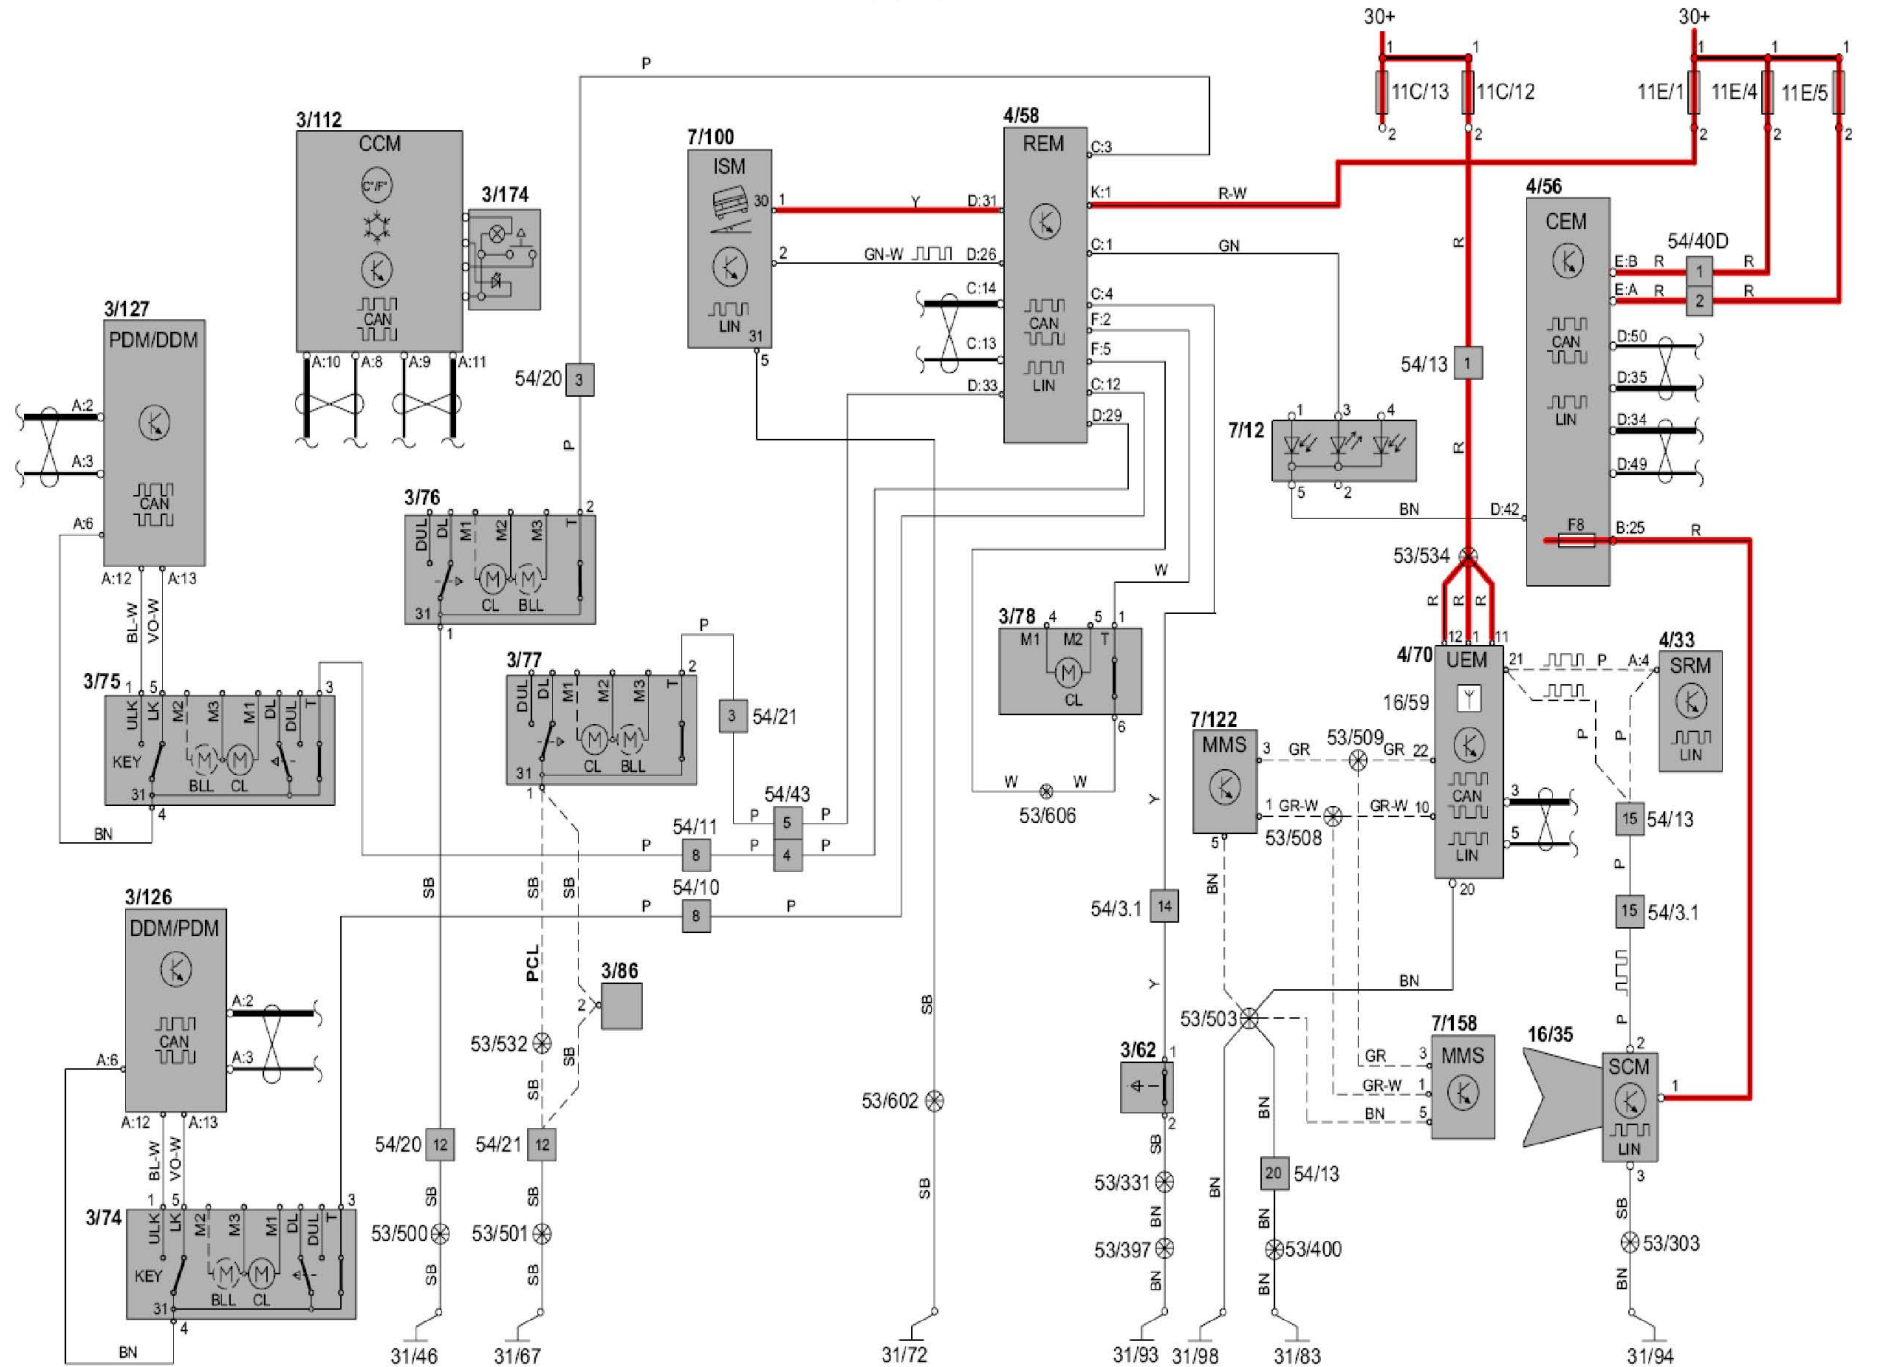 30+ 30+
1 1 1 1 1
11C/13 11C/12 11E/1 11E/4 11E/5
2 2 2 2 2
P
3/112
CCM
C°/F°
CAN
A:10 A:8 A:9 A:11
3/174
7/100
ISM
30 1
2
LIN
31
5
Y D:31
GN-W D:26
C:14
C:13
D:33
4/58
REM
CAN
LIN
C:3
K:1 R-W
C:1 GN
C:4
F:2
F:5
C:12
D:29
4/56
CEM
CAN
LIN
F8
E:B R 1 R
E:A R 2 R
54/40D
D:50
D:35
D:34
D:49
D:42
B:25 R
R
54/13 1
R
53/534
R R R
12 1 11
7/12
1 3 4
5 2
BN
3/127
PDM/DDM
CAN
A:2
A:3
A:6
A:12 A:13
BL-W VO-W
3/75
1 5 3
ULK LK M2 M3 M1 DL DUL T
KEY M M
BLL CL
31
4
BN
54/20 3
P
3/76
2
DUL DL M1 M2 M3 T
M M
CL BLL
31
1
3/77
P
2
DUL DL M1 M2 M3 T
M M
CL BLL
31
1
3 54/21
54/43
P 5 P
P 4 P
54/11
P 8
54/10
P 8 P
SB SB SB
PCL
3/86
2
53/532
SB
SB
3/126
DDM/PDM
CAN
A:2
A:3
A:6
A:12 A:13
BL-W VO-W
3/74
1 5 3
ULK LK M2 M3 M1 DL DUL T
KEY M M
BLL CL
31
4
BN
54/20 12
54/21 12
SB SB
53/500 53/501
SB SB
31/46 31/67
SB
53/602
SB
31/72
W
3/78
4 5 1
M1 M2 T
M
CL
6
W W
53/606
Y
54/3.1 14
Y
3/62
1
2
SB
53/331
BN
53/397
BN
31/93
7/122
MMS
3 GR
1 GR-W
5
BN
53/509
GR 22
53/508
GR-W 10
4/70
UEM
16/59
CAN
LIN
21
3
5
20
P A:4
4/33
SRM
LIN
P P
15 54/13
P
15 54/3.1
P
BN
53/503
7/158
MMS
GR 3
GR-W 1
BN 5
BN
BN
20 54/13
BN
53/400
BN
31/98 31/83
16/35
SCM
LIN
2
1
3
SB
53/303
BN
31/94